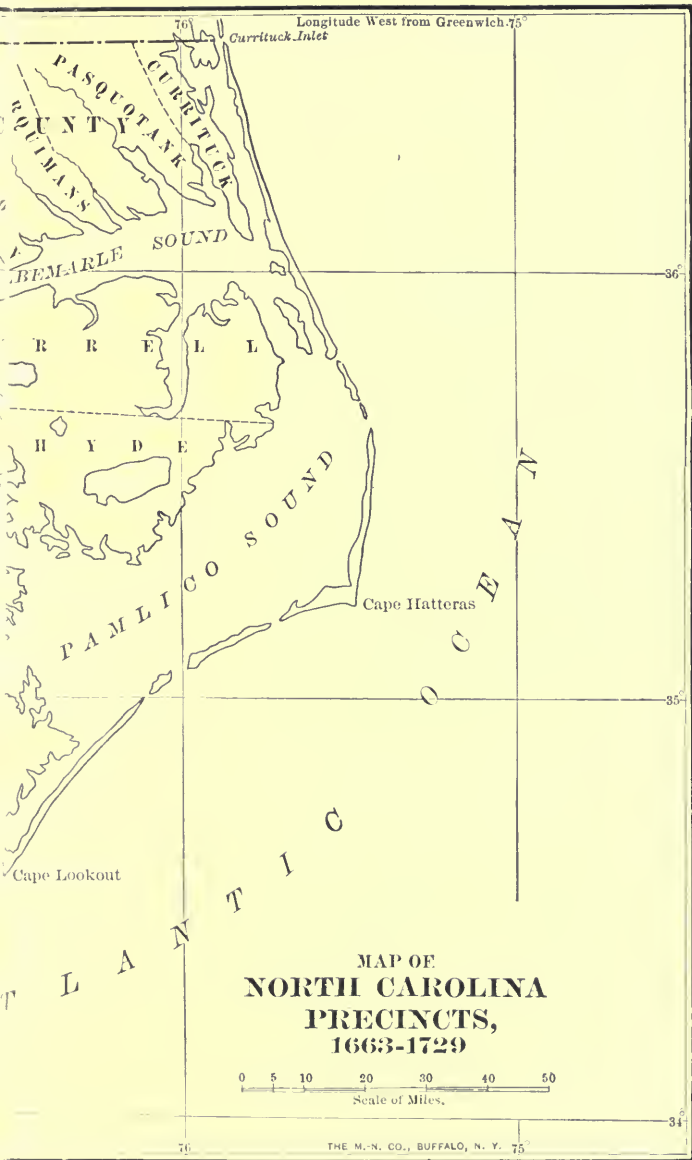 76° Longitude West from Greenwich. 75°
Currituck Inlet
PASQUOTANK
CURRITUCK
COUNTY
RQUIMANS
ALBEMARLE SOUND
36°
R R E L L
H Y D E
PAMLICO SOUND
Cape Hatteras
35°
Cape Lookout
TLANTIC OCEAN
MAP OF
NORTH CAROLINA
PRECINCTS,
1663-1729
0 5 10 20 30 40 50
Scale of Miles.
34°
76 THE M.-N. CO., BUFFALO, N. Y. 75°